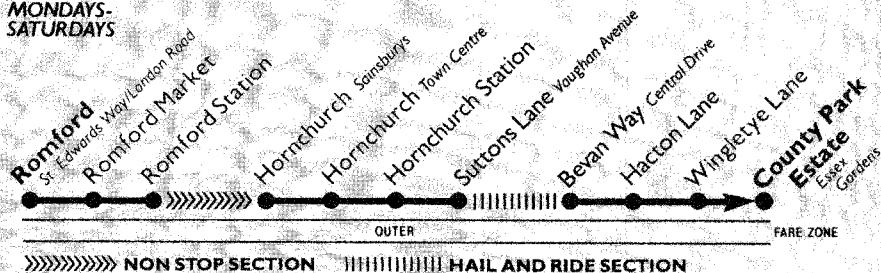 MONDAYS-
SATURDAYS
Romford
St. Edwards Way/London Road
Romford Market
Romford Station
Hornchurch Sainsburys
Hornchurch Town Centre
Hornchurch Station
Suttons Lane Vaughan Avenue
Bevan Way Central Drive
Hacton Lane
Wingletye Lane
County Park
Estate
Essex
Gardens
OUTER
FARE ZONE
NON STOP SECTION
HAIL AND RIDE SECTION